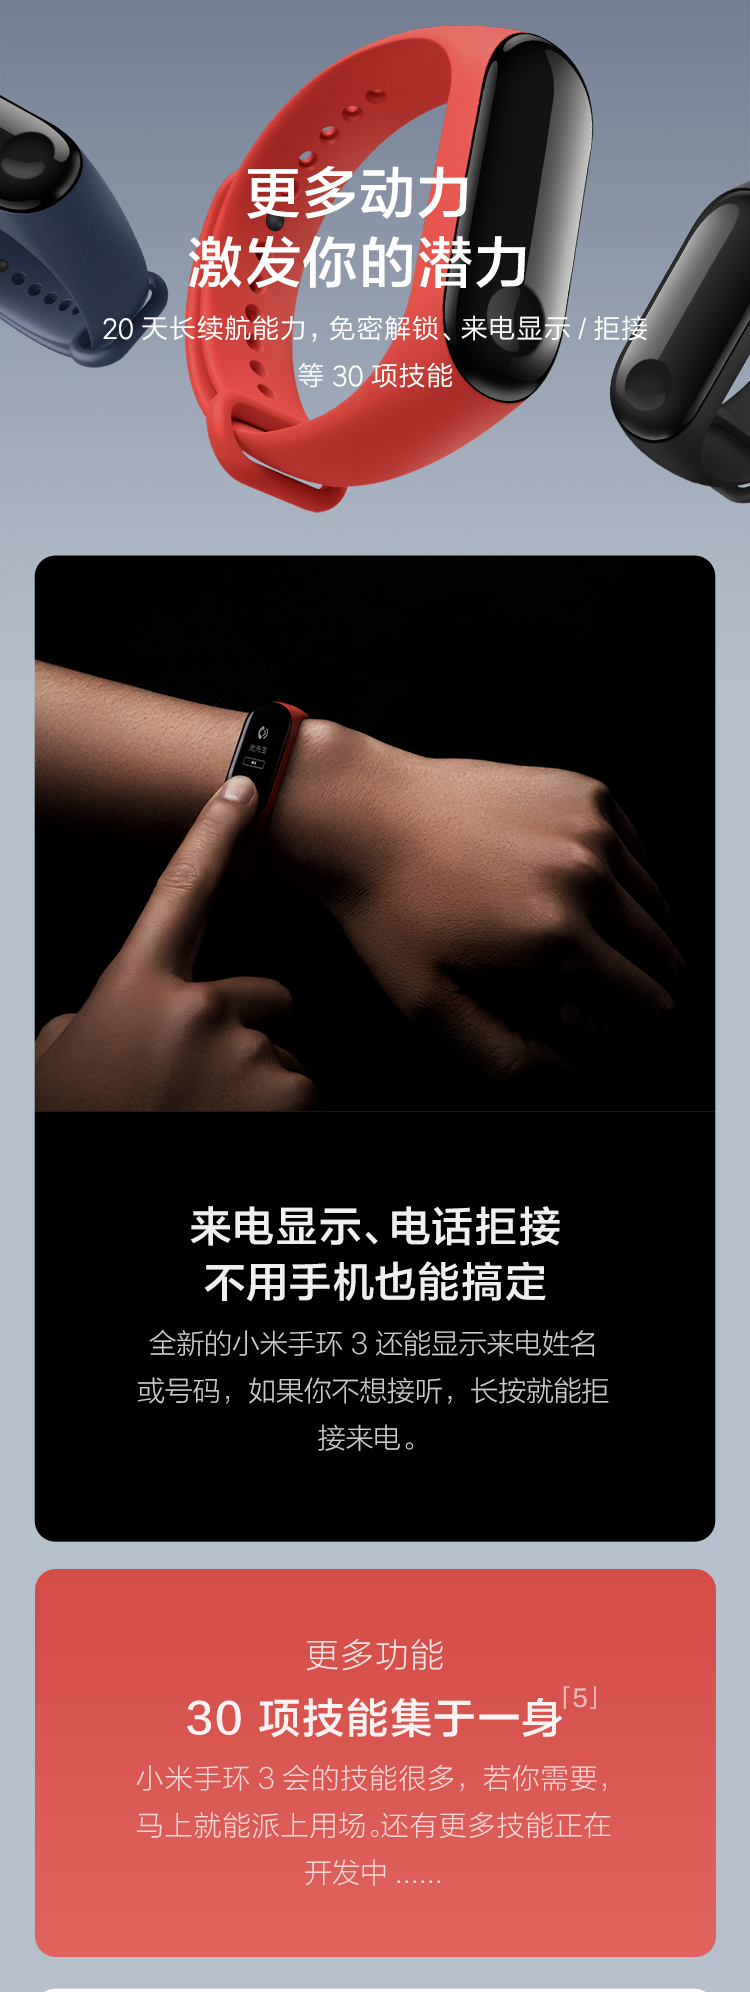 更多动力
激发你的潜力
20 天长续航能力，免密解锁、来电显示 / 拒接
等 30 项技能
史先生
来电显示、电话拒接
不用手机也能搞定
全新的小米手环 3 还能显示来电姓名
或号码，如果你不想接听，长按就能拒
接来电。
更多功能
30 项技能集于一身「5」
小米手环 3 会的技能很多，若你需要，
马上就能派上用场。还有更多技能正在
开发中 ......